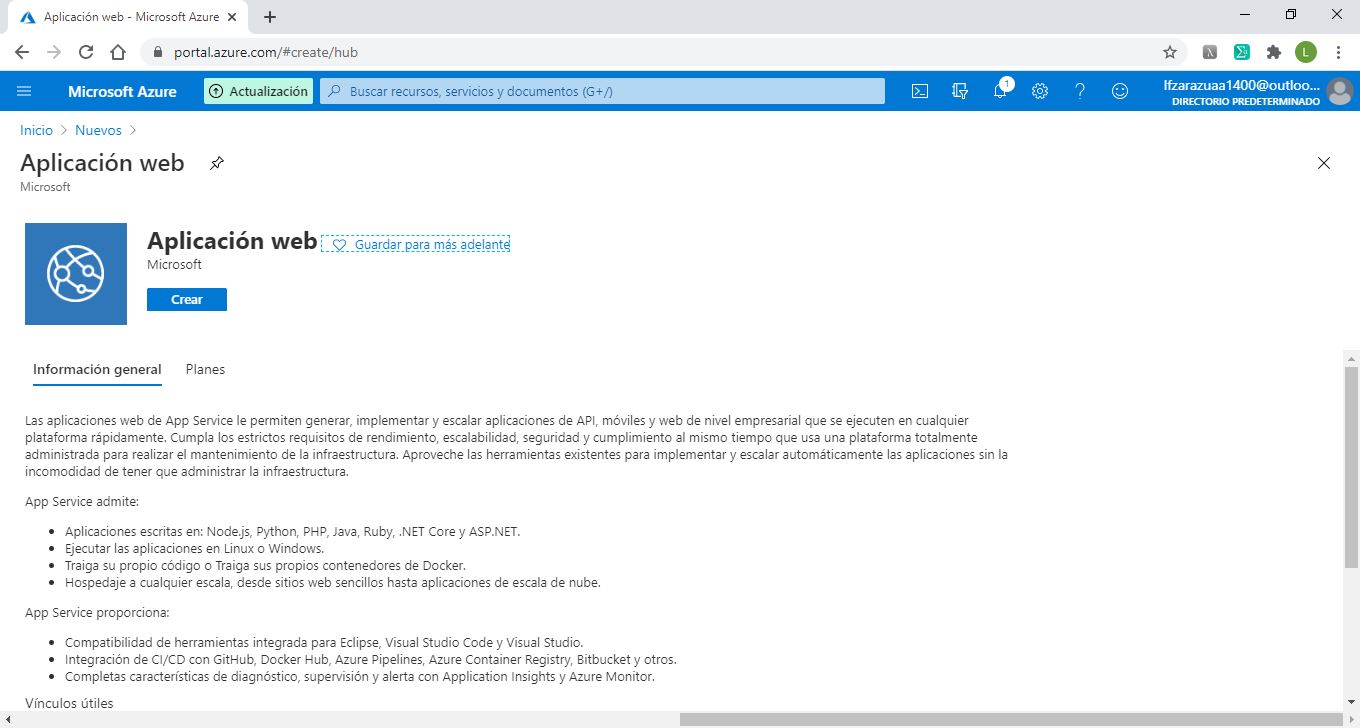 Aplicación web - Microsoft Azure
portal.azure.com/#create/hub
L
Microsoft Azure
Actualización
Buscar recursos, servicios y documentos (G+/)
1
lfzarazuaa1400@outloo...
DIRECTORIO PREDETERMINADO
Inicio > Nuevos >
Aplicación web
Microsoft
Aplicación web
Guardar para más adelante
Microsoft
Crear
Información general
Planes
Las aplicaciones web de App Service le permiten generar, implementar y escalar aplicaciones de API, móviles y web de nivel empresarial que se ejecuten en cualquier
plataforma rápidamente. Cumpla los estrictos requisitos de rendimiento, escalabilidad, seguridad y cumplimiento al mismo tiempo que usa una plataforma totalmente
administrada para realizar el mantenimiento de la infraestructura. Aproveche las herramientas existentes para implementar y escalar automáticamente las aplicaciones sin la
incomodidad de tener que administrar la infraestructura.
App Service admite:
• Aplicaciones escritas en: Node.js, Python, PHP, Java, Ruby, .NET Core y ASP.NET.
• Ejecutar las aplicaciones en Linux o Windows.
• Traiga su propio código o Traiga sus propios contenedores de Docker.
• Hospedaje a cualquier escala, desde sitios web sencillos hasta aplicaciones de escala de nube.
App Service proporciona:
• Compatibilidad de herramientas integrada para Eclipse, Visual Studio Code y Visual Studio.
• Integración de CI/CD con GitHub, Docker Hub, Azure Pipelines, Azure Container Registry, Bitbucket y otros.
• Completas características de diagnóstico, supervisión y alerta con Application Insights y Azure Monitor.
Vínculos útiles